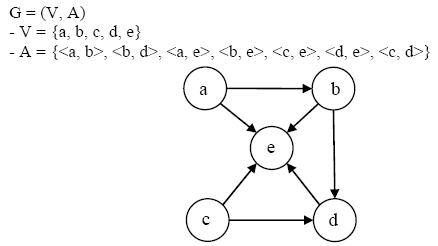 G = (V, A)
- V = {a, b, c, d, e}
- A = {<a, b>, <b, d>, <a, e>, <b, e>, <c, e>, <d, e>, <c, d>}
a b
e
c d